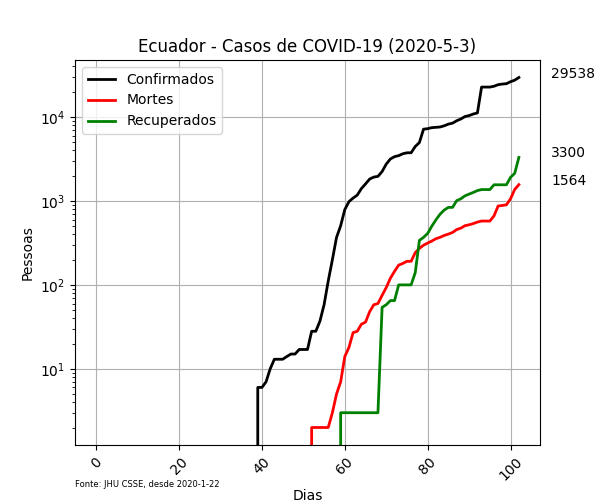 Ecuador - Casos de COVID-19 (2020-5-3)
Confirmados
Mortes
Recuperados
29538
3300
1564
10⁴
10³
10²
10¹
Pessoas
0
20
40
60
80
100
Dias
Fonte: JHU CSSE, desde 2020-1-22